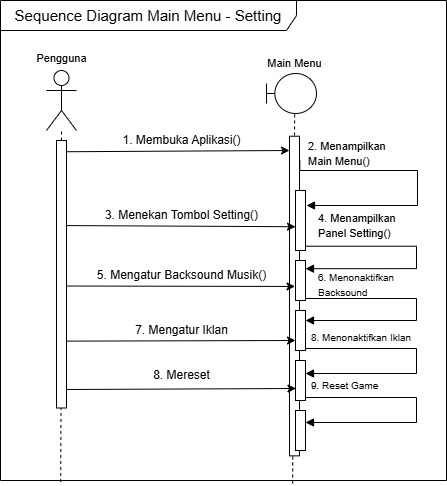 Sequence Diagram Main Menu - Setting
Pengguna
Main Menu
1. Membuka Aplikasi()
2. Menampilkan
Main Menu()
3. Menekan Tombol Setting()
4. Menampilkan
Panel Setting()
5. Mengatur Backsound Musik()
6. Menonaktifkan
Backsound
7. Mengatur Iklan
8. Menonaktifkan Iklan
8. Mereset
9. Reset Game